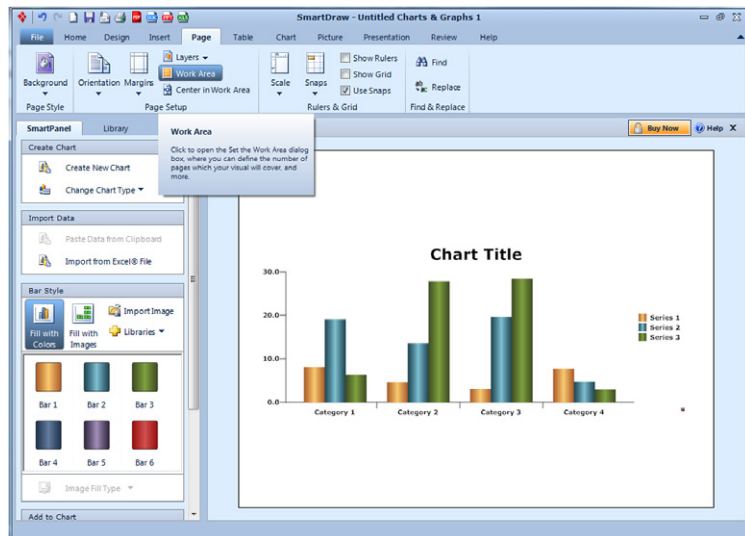 SmartDraw - Untitled Charts & Graphs 1
File Home Design Insert Page Table Chart Picture Presentation Review Help
Background
Page Style
Orientation Margins
Layers
Work Area
Center in Work Area
Page Setup
Scale Snaps
Show Rulers
Show Grid
Use Snaps
Rulers & Grid
Find
Replace
Find & Replace
SmartPanel Library
Buy Now Help X
Work Area
Click to open the Set the Work Area dialog
box, where you can define the number of
pages which your visual will cover, and
more.
Create Chart
Create New Chart
Change Chart Type
Import Data
Paste Data from Clipboard
Import from Excel® File
Bar Style
Fill with
Colors
Fill with
Images
Import Image
Libraries
Bar 1 Bar 2 Bar 3
Bar 4 Bar 5 Bar 6
Image Fill Type
Add to Chart
Chart Title
30.0
20.0
10.0
0.0
Category 1 Category 2 Category 3 Category 4
Series 1
Series 2
Series 3